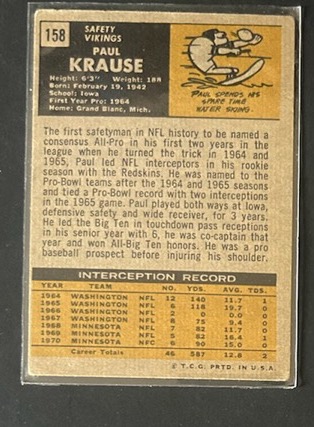 158
SAFETY
VIKINGS
PAUL
KRAUSE
Height: 6'3" Weight: 188
Born: February 19, 1942
School: Iowa
First Year Pro: 1964
Home: Grand Blanc, Mich.
PAUL SPENDS HIS
SPARE TIME
WATER SKIING
The first safetyman in NFL history to be named a
consensus All-Pro in his first two years in the
league when he turned the trick in 1964 and
1965, Paul led NFL interceptors in his rookie
season with the Redskins. He was named to the
Pro-Bowl teams after the 1964 and 1965 seasons
and tied a Pro-Bowl record with two interceptions
in the 1965 game. Paul played both ways at Iowa,
defensive safety and wide receiver, for 3 years.
He led the Big Ten in touchdown pass receptions
in his senior year with 6, was co-captain that
year and won All-Big Ten honors. He was a pro
baseball prospect before injuring his shoulder.
INTERCEPTION RECORD
YEAR TEAM NO. YDS. AVG. TDS
1964 WASHINGTON NFL 12 140 11.7 1
1965 WASHINGTON NFL 6 118 19.7 0
1966 WASHINGTON NFL 2 0 0.0 0
1967 WASHINGTON NFL 8 75 9.4 0
1968 MINNESOTA NFL 7 82 11.7 0
1969 MINNESOTA NFL 5 82 16.4 1
1970 MINNESOTA NFC 6 90 15.0 0
Career Totals 46 587 12.8 2
© T.C.G. PRTD. IN U.S.A.